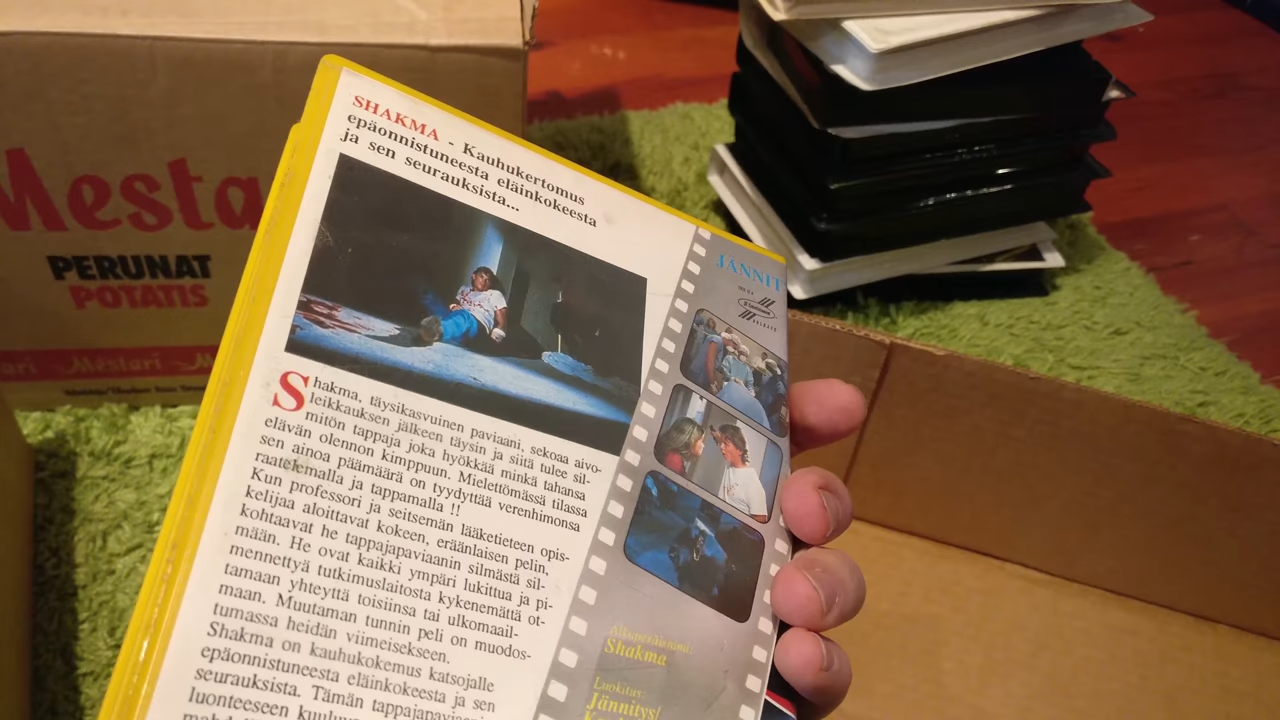 SHAKMA - Kauhukertomus
epäonnistuneesta eläinkokeesta
ja sen seurauksista...
Shakma, täysikasvuinen paviaani, sekoaa aivo-
leikkauksen jälkeen täysin ja siitä tulee sil-
mitön tappaja joka hyökkää minkä tahansa
elävän olennon kimppuun. Mielettömässä tilassa
sen ainoa päämäärä on tyydyttää verenhimonsa
raatelemalla ja tappamalla !!
Kun professori ja seitsemän lääketieteen opis-
kelijaa aloittavat kokeen, eräänlaisen pelin,
kohtaavat he tappajapaviaanin silmästä sil-
mään. He ovat kaikki ympäri lukittua ja pi-
mennettyä tutkimuslaitosta kykenemättä ot-
tamaan yhteyttä toisiinsa tai ulkomaail-
maan. Muutaman tunnin peli on muodos-
tumassa heidän viimeisekseen.
Shakma on kauhukokemus katsojalle
epäonnistuneesta eläinkokeesta ja sen
seurauksista. Tämän
luonteeseen
JÄNNIT
RELEASE
Alkuperäisnimi:
Shakma
Luokitus:
Jännitys/
Mesta
PERUNAT
POTATIS
Mestari